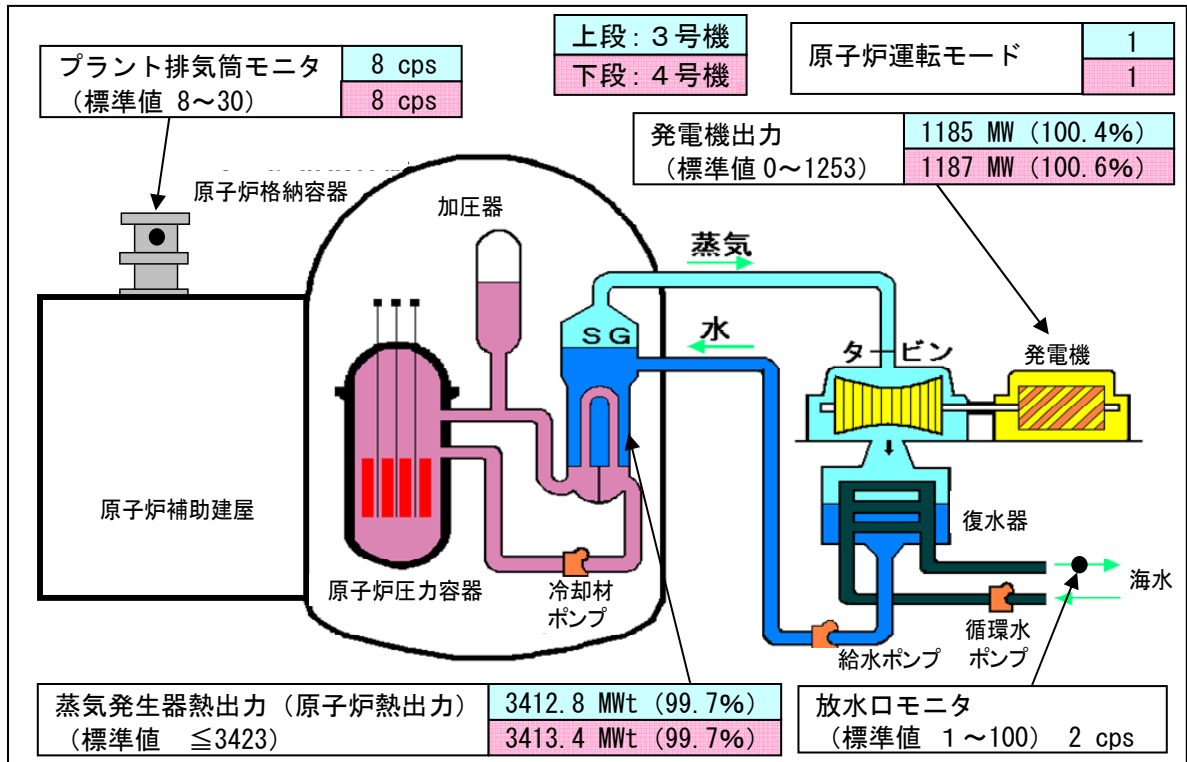 上段：３号機
下段：４号機
原子炉運転モード
1
1
プラント排気筒モニタ
（標準値 8～30）
8 cps
8 cps
発電機出力
（標準値 0～1253）
1185 MW (100.4%)
1187 MW (100.6%)
原子炉格納容器
加圧器
蒸気
ＳＧ
水
タービン
発電機
原子炉補助建屋
復水器
原子炉圧力容器
冷却材
ポンプ
海水
循環水
ポンプ
給水ポンプ
蒸気発生器熱出力（原子炉熱出力）
（標準値　≦3423）
3412.8 MWt (99.7%)
3413.4 MWt (99.7%)
放水口モニタ
（標準値　１～100）　2 cps